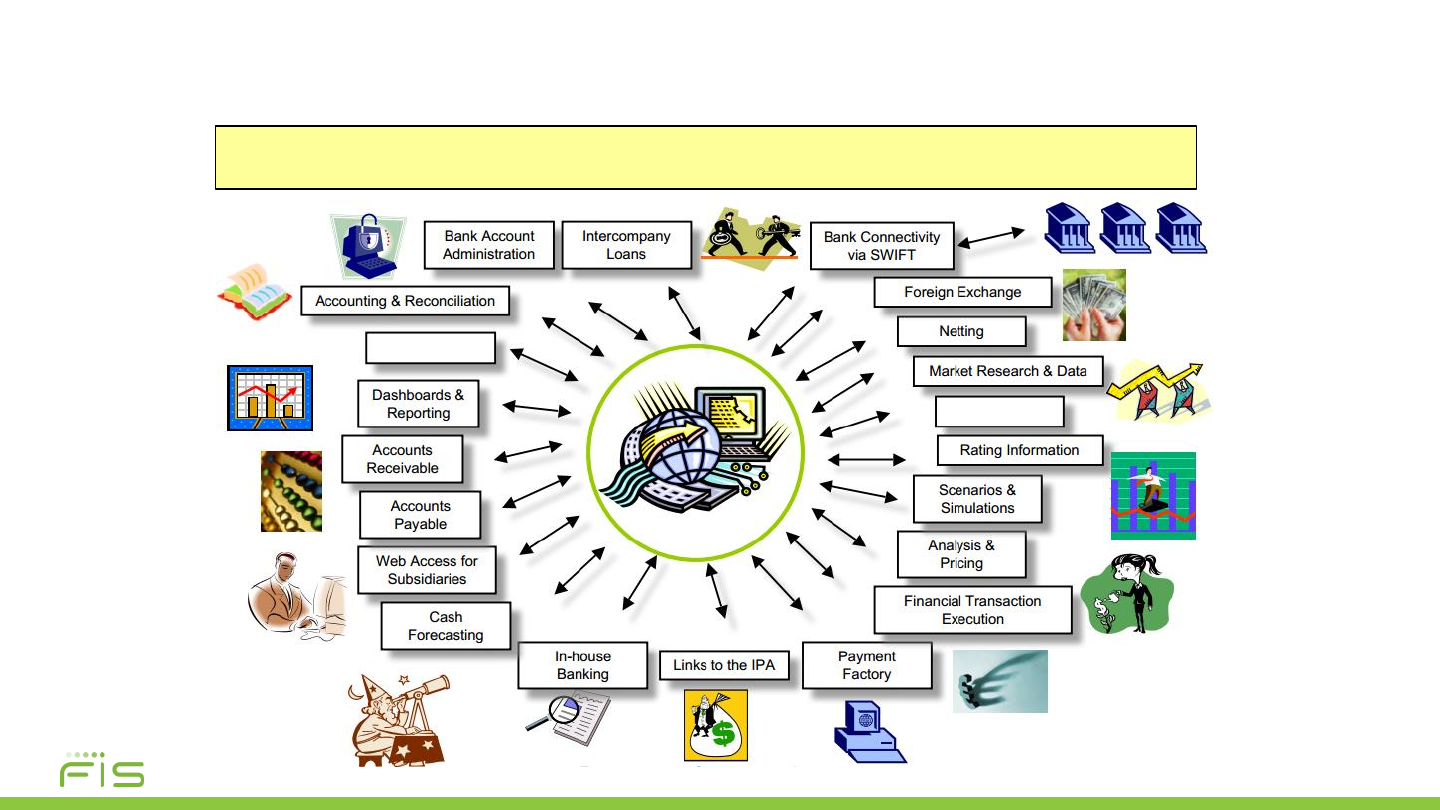 Bank Account
Administration
Intercompany
Loans
Bank Connectivity
via SWIFT
Accounting & Reconciliation
Foreign Exchange
Netting
Market Research & Data
Dashboards &
Reporting
Accounts
Receivable
Rating Information
Accounts
Payable
Scenarios &
Simulations
Web Access for
Subsidiaries
Analysis &
Pricing
Cash
Forecasting
Financial Transaction
Execution
In-house
Banking
Links to the IPA
Payment
Factory
FIS